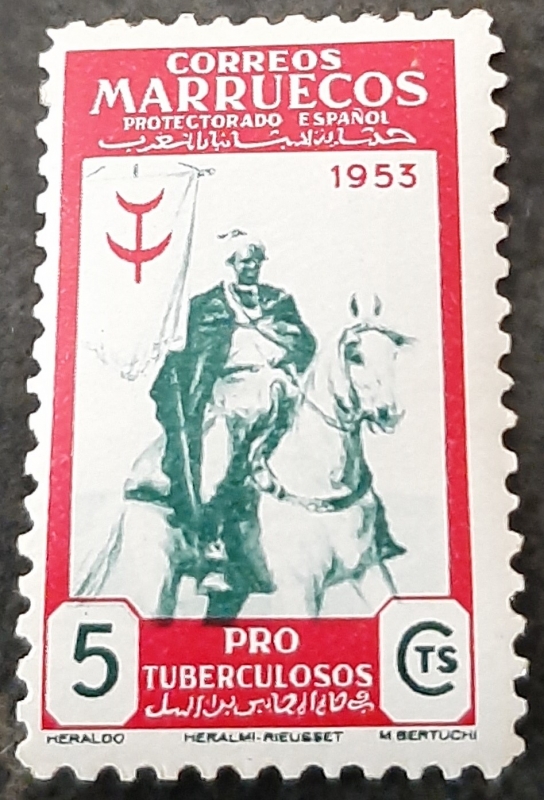 CORREOS
MARRUECOS
PROTECTORADO ESPAÑOL
1953
5
PRO
TUBERCULOSOS
CTS
HERALDO HERALMI-RIEUSSET M. BERTUCHI